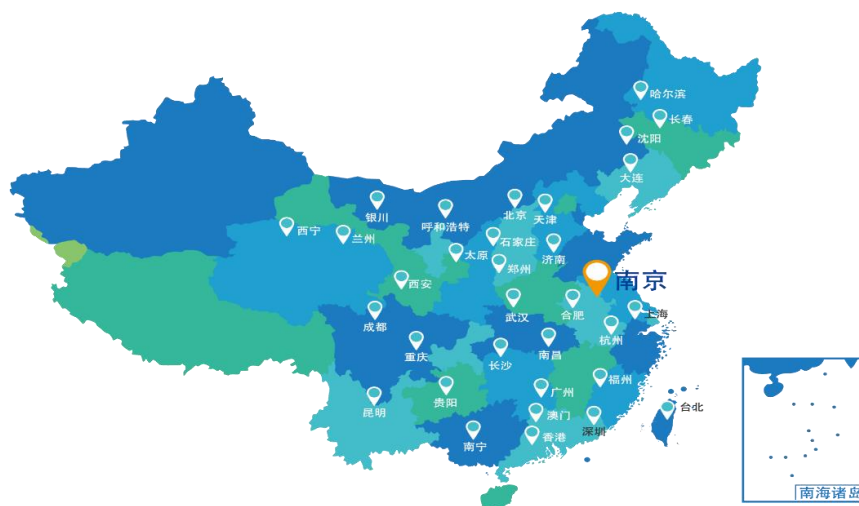 哈尔滨
长春
沈阳
大连
银川
呼和浩特
北京
天津
西宁
兰州
石家庄
济南
太原
郑州
西安
南京
武汉
合肥
上海
成都
杭州
重庆
长沙
南昌
贵阳
广州
福州
昆明
澳门
台北
南宁
香港
深圳
南海诸岛